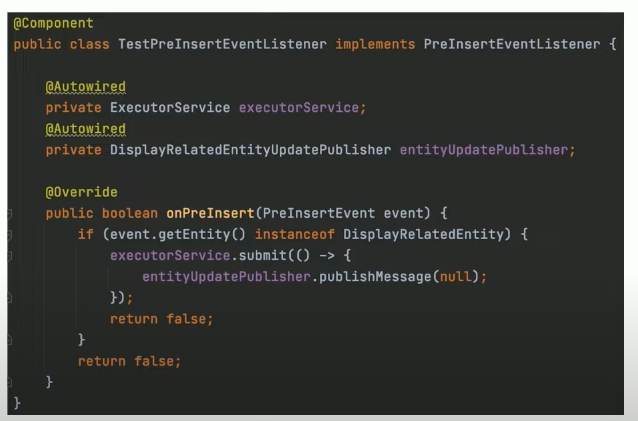 @Component
public class TestPreInsertEventListener implements PreInsertEventListener {
@Autowired
private ExecutorService executorService;
@Autowired
private DisplayRelatedEntityUpdatePublisher entityUpdatePublisher;
@Override
public boolean onPreInsert(PreInsertEvent event) {
if (event.getEntity() instanceof DisplayRelatedEntity) {
executorService.submit(() -> {
entityUpdatePublisher.publishMessage(null);
});
return false;
}
return false;
}
}